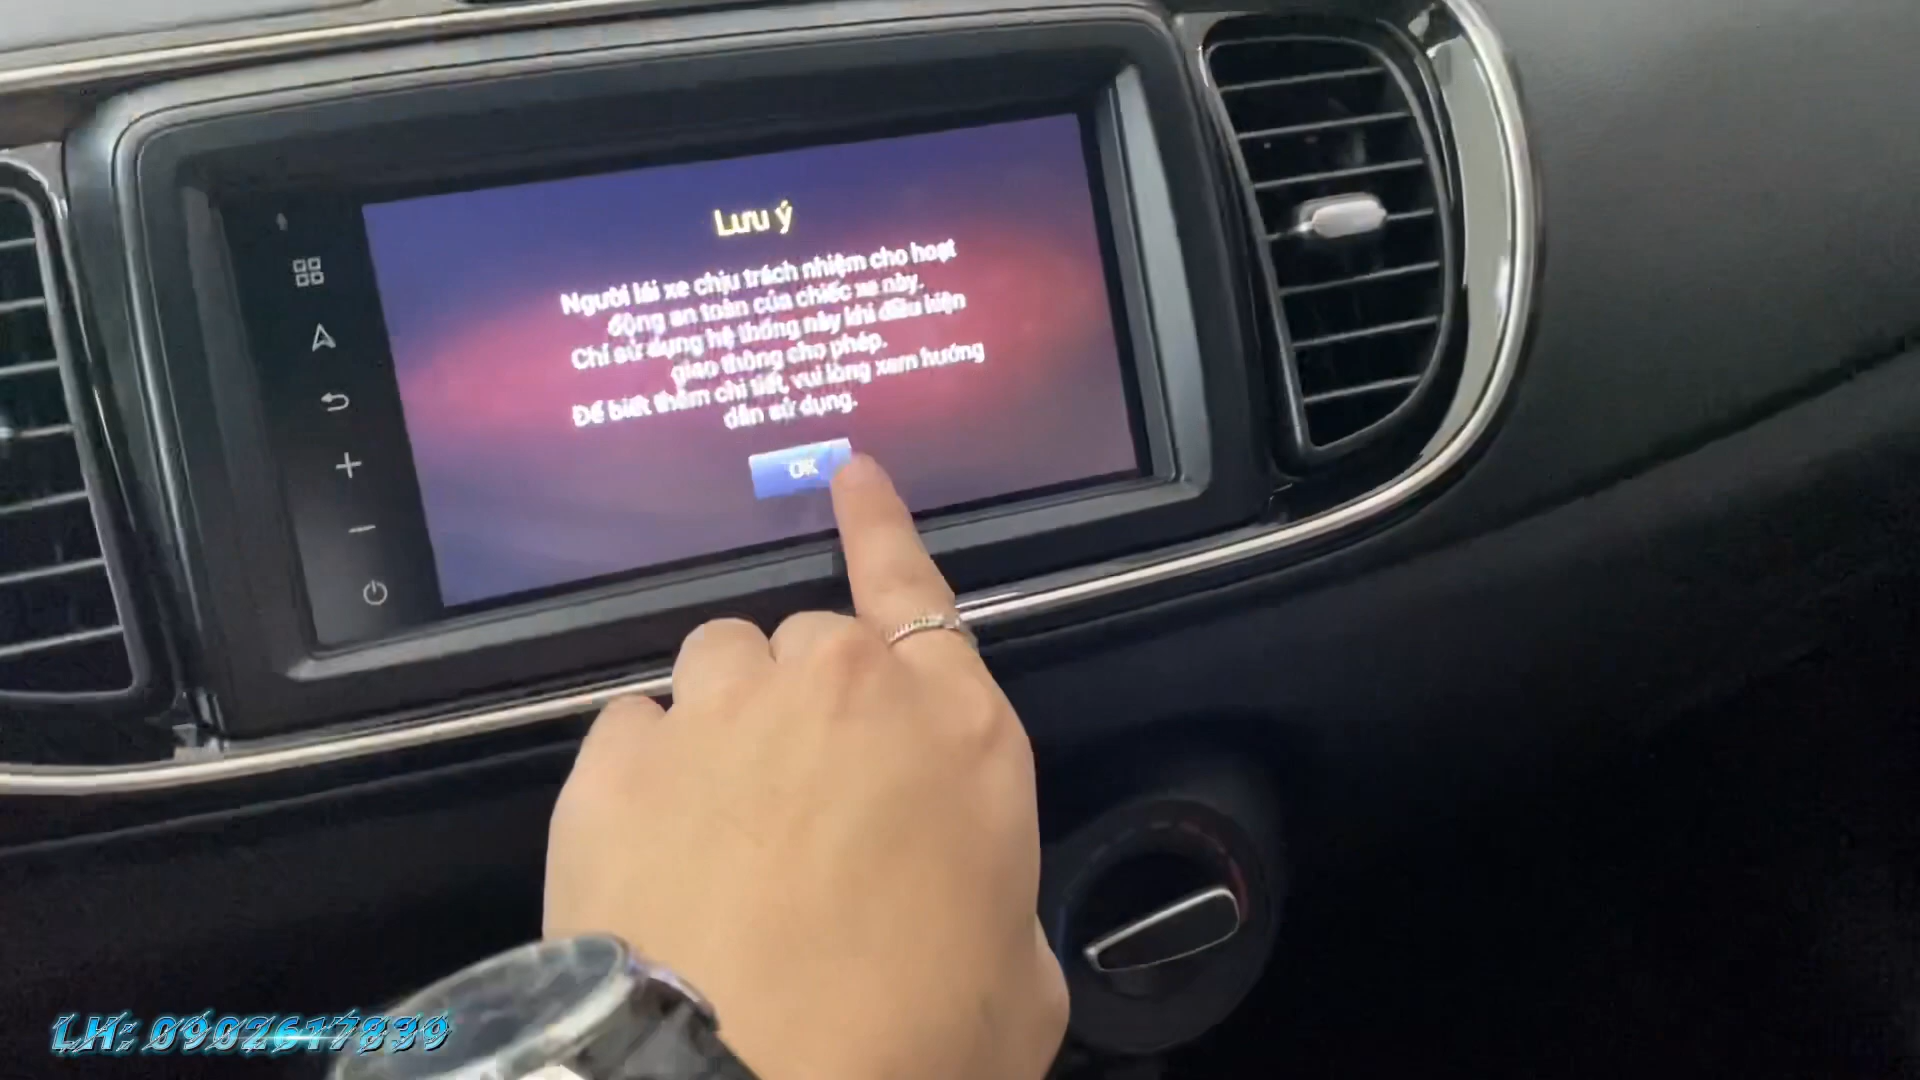 Lưu ý
Người lái xe chịu trách nhiệm cho hoạt
động an toàn của chiếc xe này.
Chỉ sử dụng hệ thống này khi điều kiện
giao thông cho phép.
Để biết thêm chi tiết, vui lòng xem hướng
dẫn sử dụng.
OK
LH: 0902617839